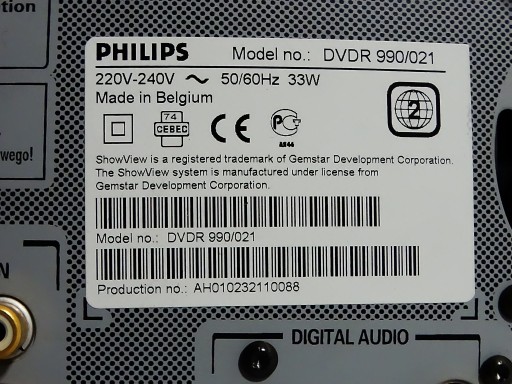 tion
PHILIPS Model no.: DVDR 990/021
220V-240V ~ 50/60Hz 33W
Made in Belgium
74
CEBEC
CE
PC
2
wego!
ShowView is a registered trademark of Gemstar Development Corporation.
The ShowView system is manufactured under license from
Gemstar Development Corporation.
Model no.: DVDR 990/021
Production no.: AH010232110088
N
DIGITAL AUDIO